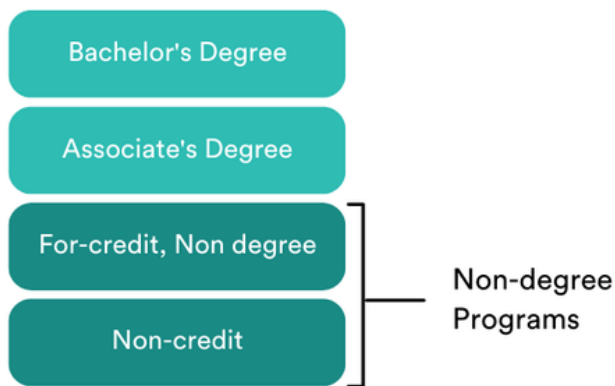 Bachelor's Degree
Associate's Degree
For-credit, Non degree
Non-credit
Non-degree
Programs